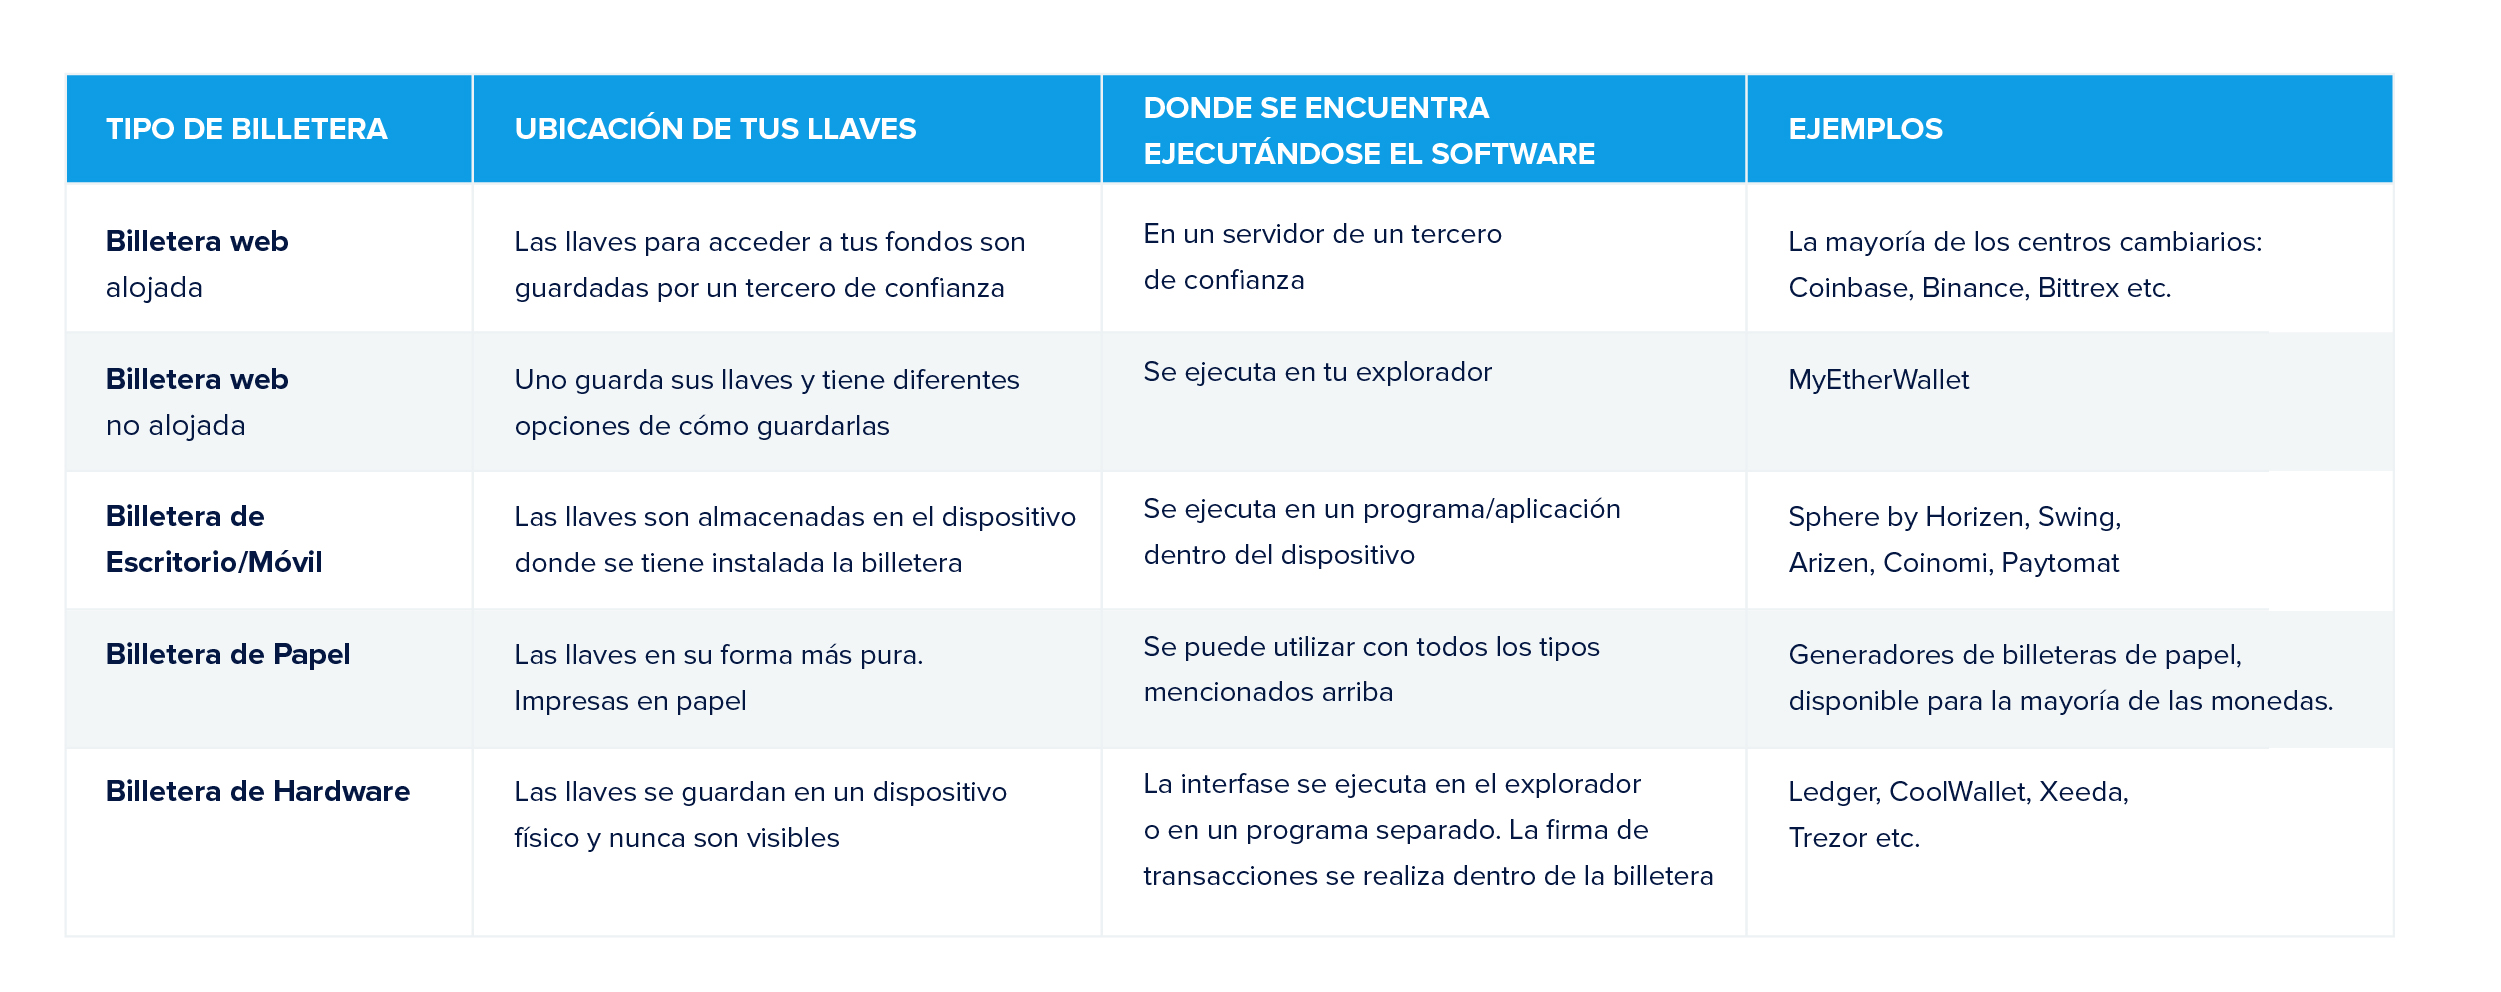 TIPO DE BILLETERA
UBICACIÓN DE TUS LLAVES
DONDE SE ENCUENTRA
EJECUTÁNDOSE EL SOFTWARE
EJEMPLOS
Billetera web
alojada
Las llaves para acceder a tus fondos son
guardadas por un tercero de confianza
En un servidor de un tercero
de confianza
La mayoría de los centros cambiarios:
Coinbase, Binance, Bittrex etc.
Billetera web
no alojada
Uno guarda sus llaves y tiene diferentes
opciones de cómo guardarlas
Se ejecuta en tu explorador
MyEtherWallet
Billetera de
Escritorio/Móvil
Las llaves son almacenadas en el dispositivo
donde se tiene instalada la billetera
Se ejecuta en un programa/aplicación
dentro del dispositivo
Sphere by Horizen, Swing,
Arizen, Coinomi, Paytomat
Billetera de Papel
Las llaves en su forma más pura.
Impresas en papel
Se puede utilizar con todos los tipos
mencionados arriba
Generadores de billeteras de papel,
disponible para la mayoría de las monedas.
Billetera de Hardware
Las llaves se guardan en un dispositivo
físico y nunca son visibles
La interfase se ejecuta en el explorador
o en un programa separado. La firma de
transacciones se realiza dentro de la billetera
Ledger, CoolWallet, Xeeda,
Trezor etc.